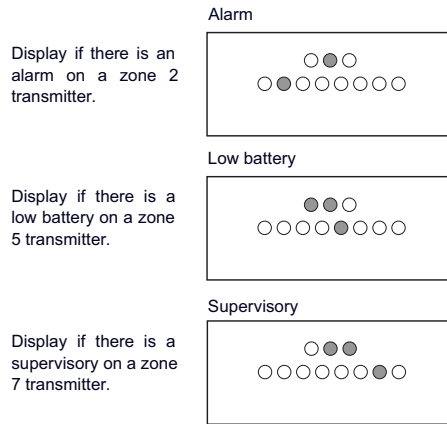 Alarm
Display if there is an
alarm on a zone 2
transmitter.
Low battery
Display if there is a
low battery on a zone
5 transmitter.
Supervisory
Display if there is a
supervisory on a zone
7 transmitter.